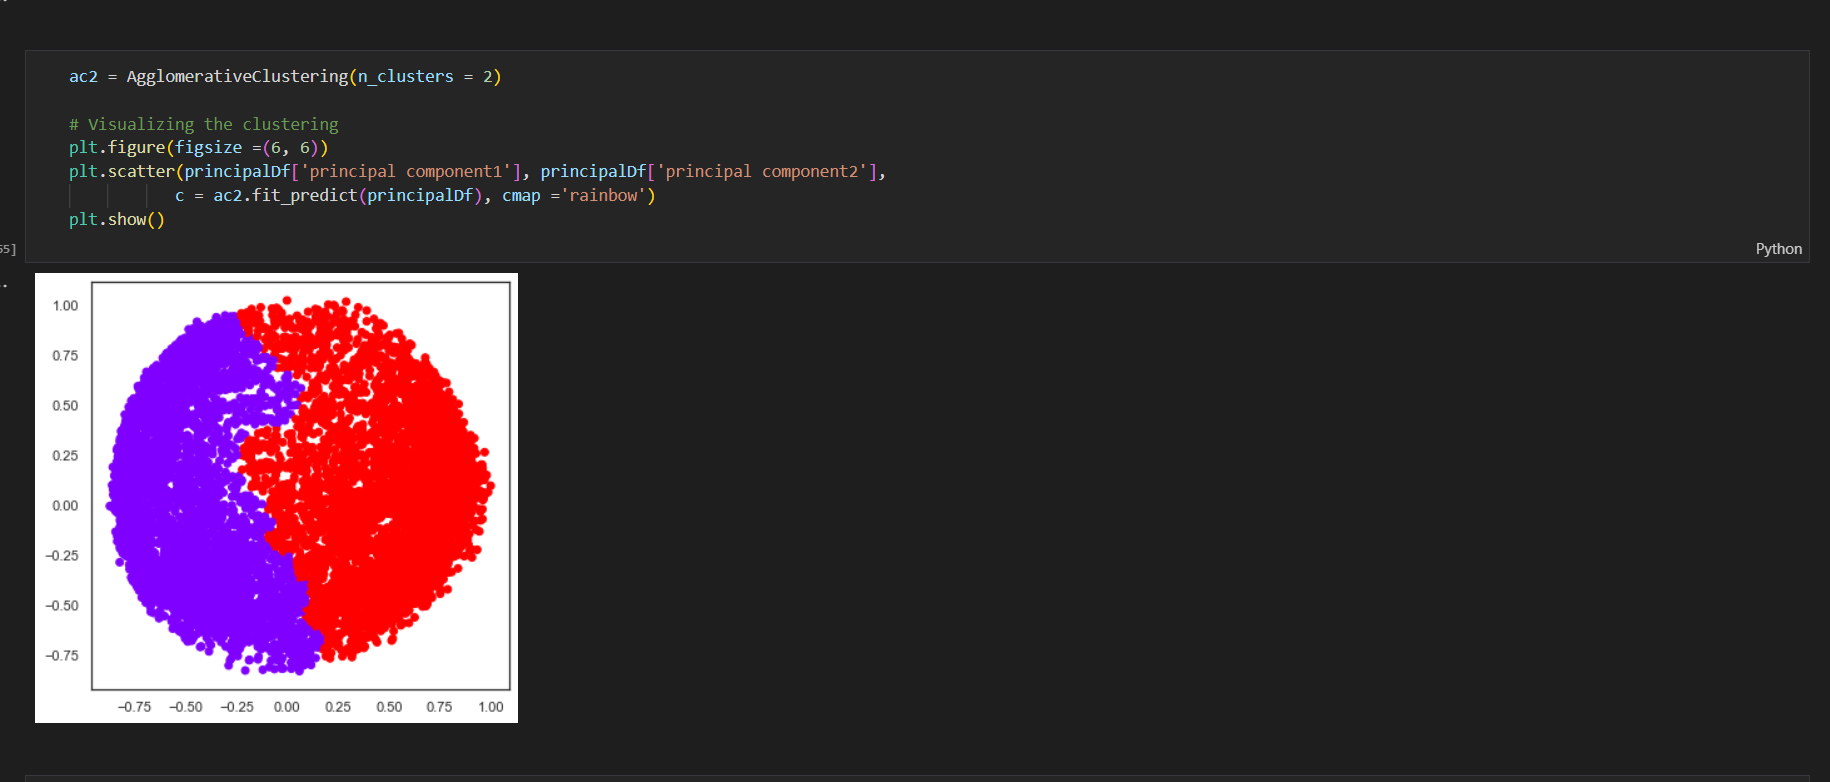 ac2 = AgglomerativeClustering(n_clusters = 2)
# Visualizing the clustering
plt.figure(figsize =(6, 6))
plt.scatter(principalDf['principal component1'], principalDf['principal component2'],
c = ac2.fit_predict(principalDf), cmap ='rainbow')
plt.show()
55]
Python
1.00
0.75
0.50
0.25
0.00
−0.25
−0.50
−0.75
−0.75 −0.50 −0.25 0.00 0.25 0.50 0.75 1.00